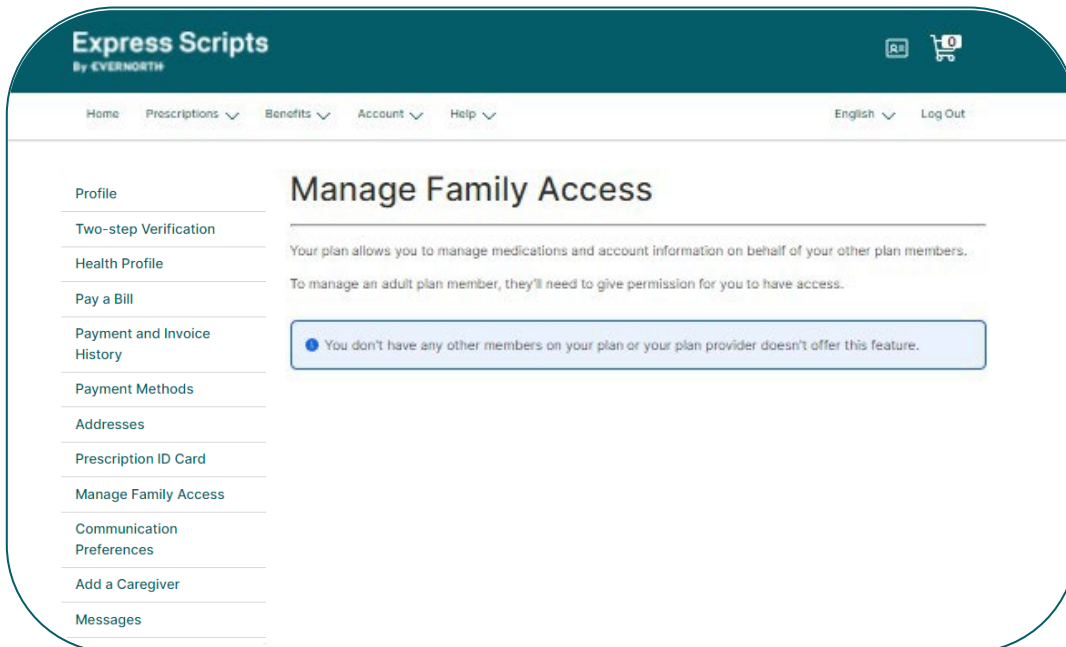 Express Scripts
By EVERNORTH
0
Home Prescriptions Benefits Account Help English Log Out
Profile
Two-step Verification
Health Profile
Pay a Bill
Payment and Invoice
History
Payment Methods
Addresses
Prescription ID Card
Manage Family Access
Communication
Preferences
Add a Caregiver
Messages
Manage Family Access
Your plan allows you to manage medications and account information on behalf of your other plan members.
To manage an adult plan member, they'll need to give permission for you to have access.
You don't have any other members on your plan or your plan provider doesn't offer this feature.